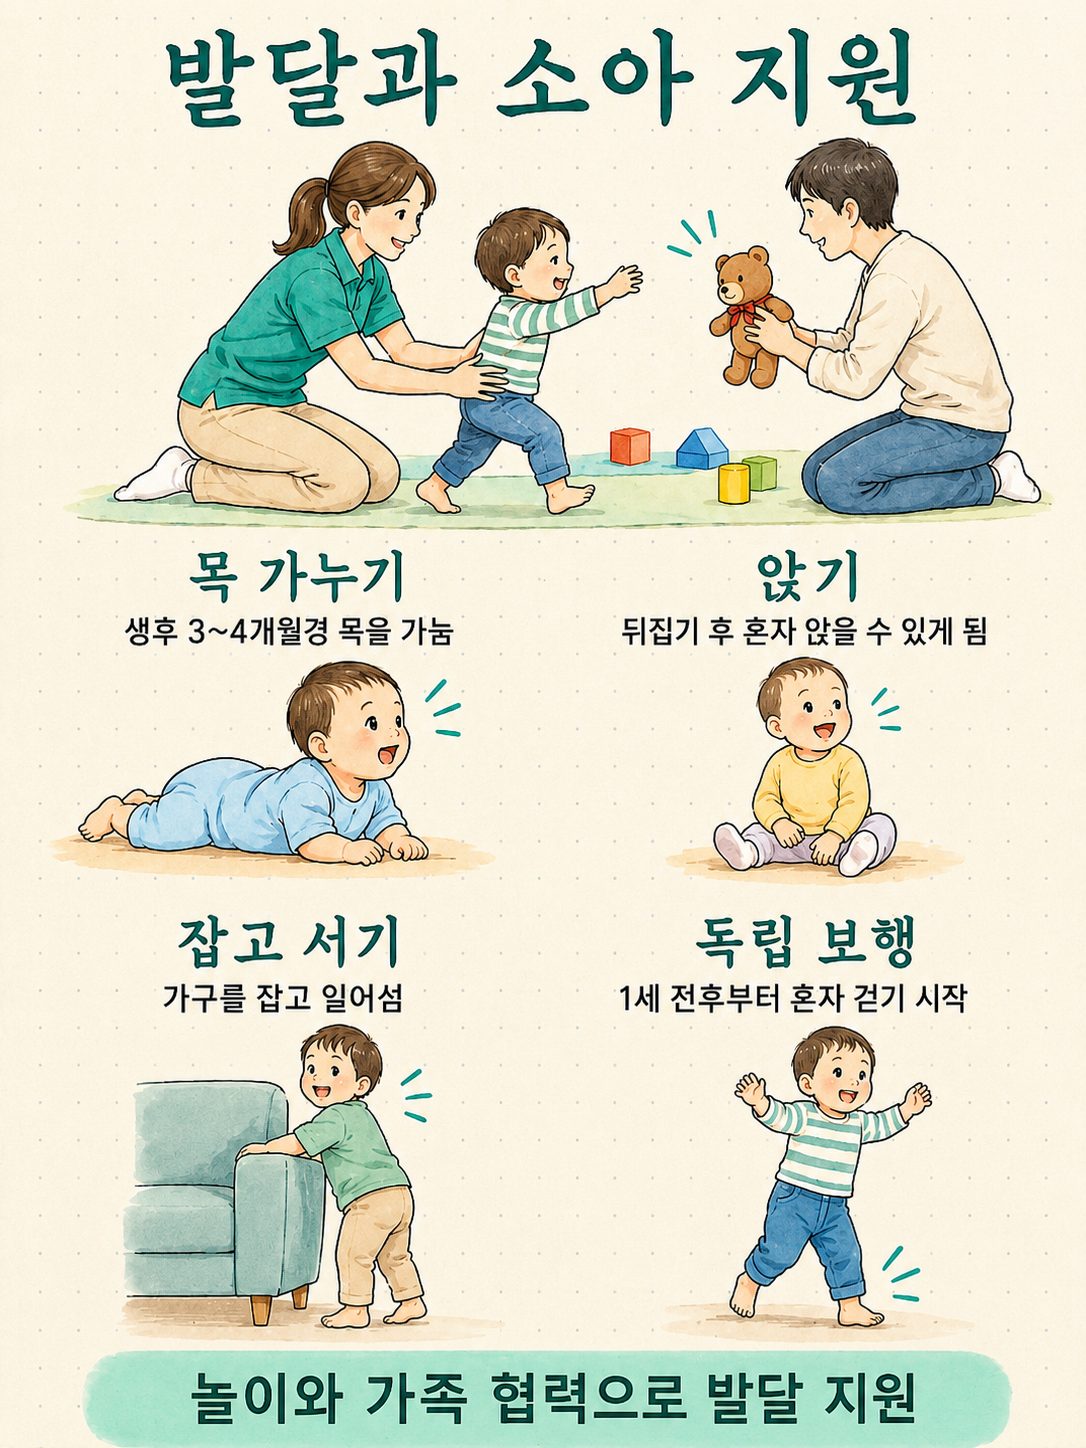 발달과 소아 지원
목 가누기
생후 3~4개월경 목을 가눔
앉기
뒤집기 후 혼자 앉을 수 있게 됨
잡고 서기
가구를 잡고 일어섬
독립 보행
1세 전후부터 혼자 걷기 시작
놀이와 가족 협력으로 발달 지원